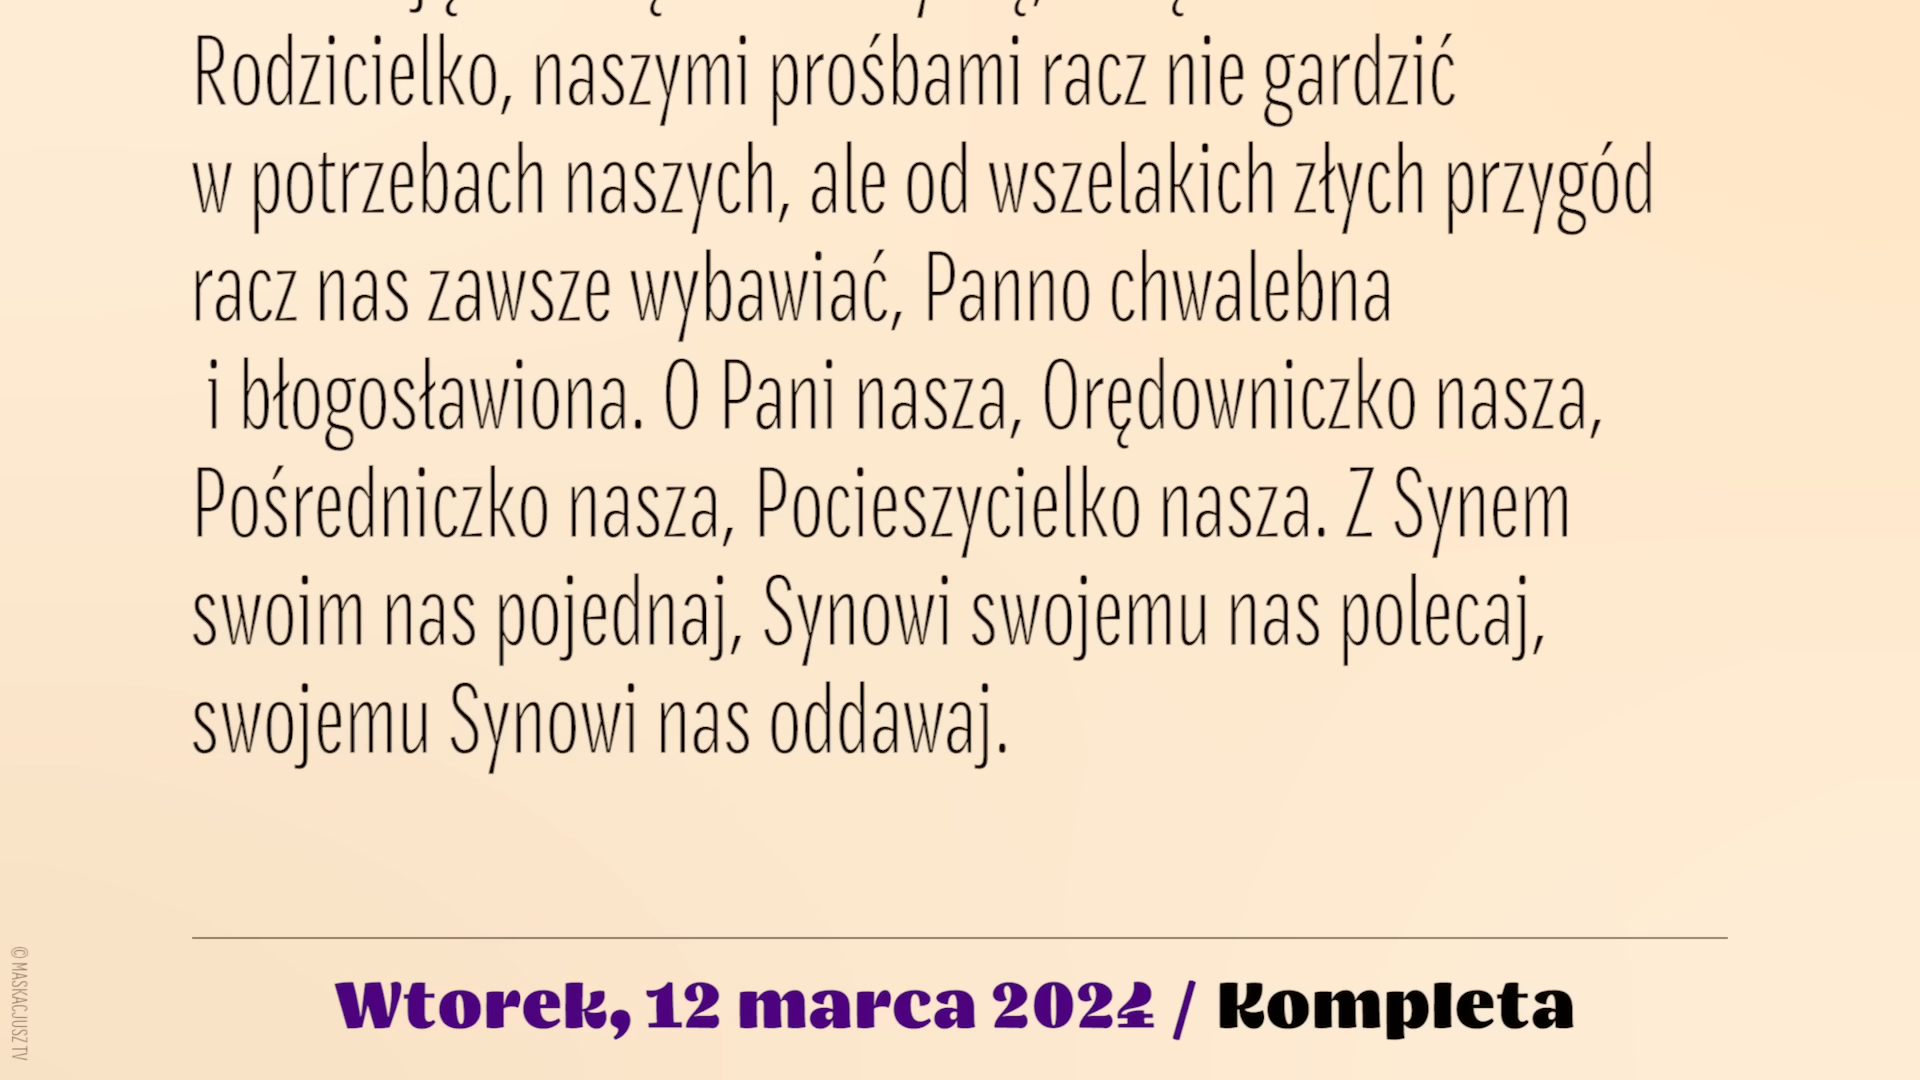 Rodzicielko, naszymi prośbami racz nie gardzić
w potrzebach naszych, ale od wszelakich złych przygód
racz nas zawsze wybawiać, Panno chwalebna
i błogosławiona. O Pani nasza, Orędowniczko nasza,
Pośredniczko nasza, Pocieszycielko nasza. Z Synem
swoim nas pojednaj, Synowi swojemu nas polecaj,
swojemu Synowi nas oddawaj.
Wtorek, 12 marca 2024 / Kompleta
© MASKACJUSZ TV